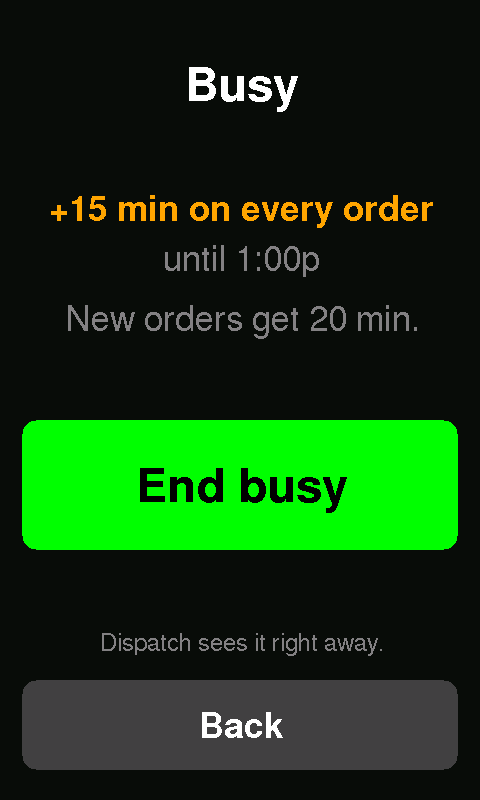 Busy
+15 min on every order
until 1:00p
New orders get 20 min.
End busy
Dispatch sees it right away.
Back